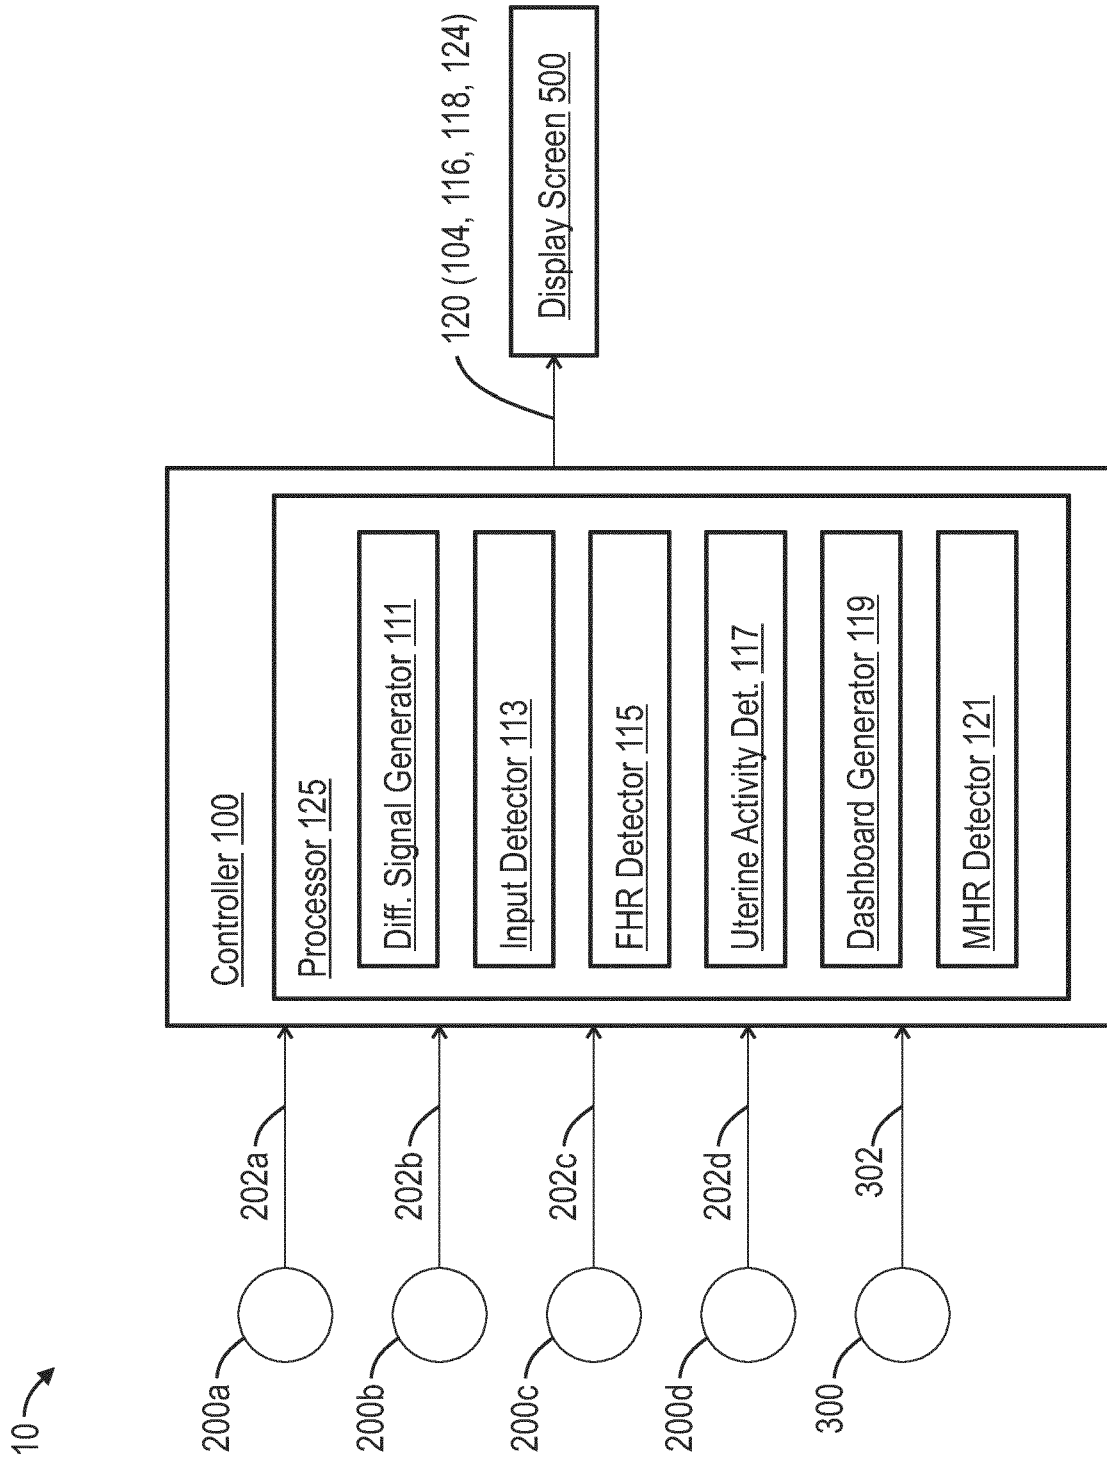 10
200a
202a
200b
202b
200c
202c
200d
202d
300
302
Controller 100
Processor 125
Diff. Signal Generator 111
Input Detector 113
FHR Detector 115
Uterine Activity Det. 117
Dashboard Generator 119
MHR Detector 121
120 (104, 116, 118, 124)
Display Screen 500